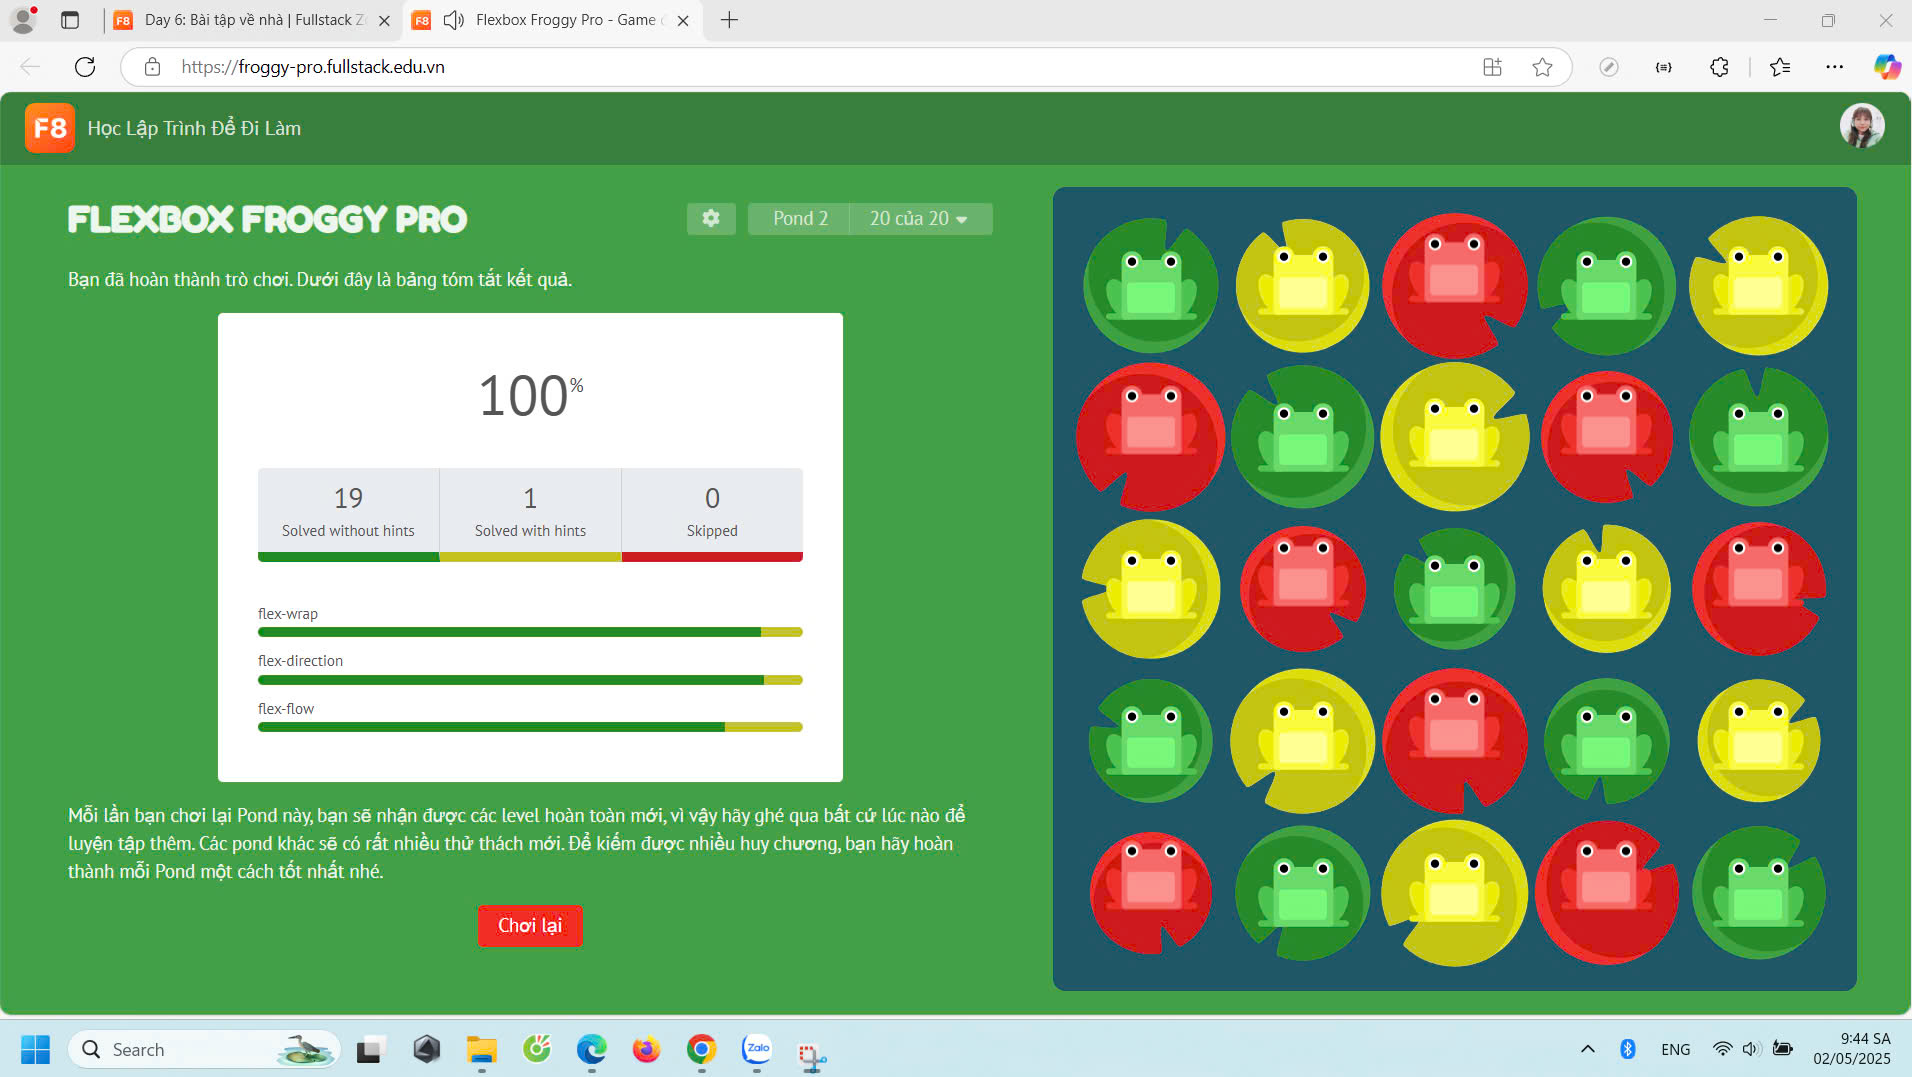 Day 6: Bài tập về nhà | Fullstack
Flexbox Froggy Pro - Game
https://froggy-pro.fullstack.edu.vn
F8
Học Lập Trình Để Đi Làm
FLEXBOX FROGGY PRO
Pond 2
20 của 20
Bạn đã hoàn thành trò chơi. Dưới đây là bảng tóm tắt kết quả.
100%
19
1
0
Solved without hints
Solved with hints
Skipped
flex-wrap
flex-direction
flex-flow
Mỗi lần bạn chơi lại Pond này, bạn sẽ nhận được các level hoàn toàn mới, vì vậy hãy ghé qua bất cứ lúc nào để
luyện tập thêm. Các pond khác sẽ có rất nhiều thử thách mới. Để kiếm được nhiều huy chương, bạn hãy hoàn
thành mỗi Pond một cách tốt nhất nhé.
Chơi lại
Search
Zalo
ENG
9:44 SA
02/05/2025